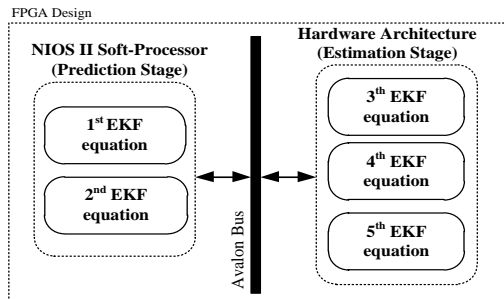 FPGA Design
NIOS II Soft-Processor
(Prediction Stage)
1st EKF
equation
2nd EKF
equation
Avalon Bus
Hardware Architecture
(Estimation Stage)
3th EKF
equation
4th EKF
equation
5th EKF
equation